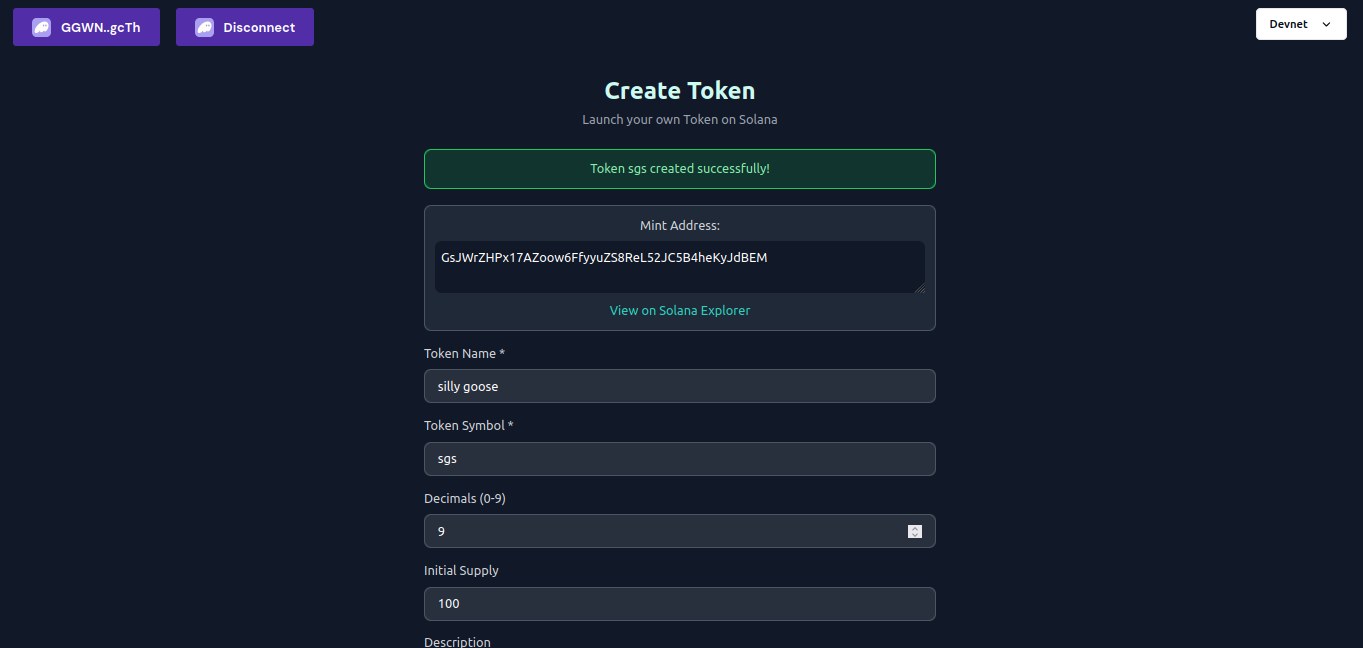 GGWN..gcTh
Disconnect
Devnet
Create Token
Launch your own Token on Solana
Token sgs created successfully!
Mint Address:
GsJWrZHPx17AZoow6FfyyuZS8ReL52JC5B4heKyJdBEM
View on Solana Explorer
Token Name *
silly goose
Token Symbol *
sgs
Decimals (0-9)
9
Initial Supply
100
Description